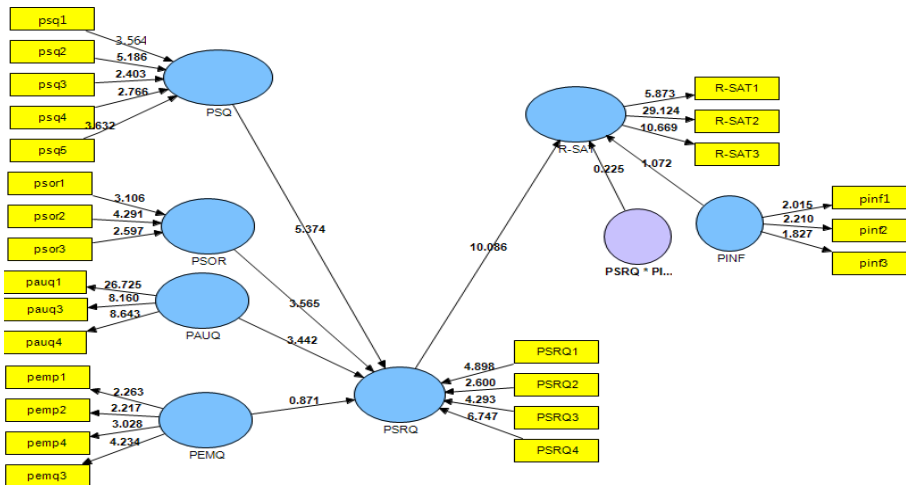 psq1
psq2
psq3
psq4
psq5
3.564
5.186
2.403
2.766
3.632
PSQ
psor1
psor2
psor3
3.106
4.291
2.597
PSOR
pauq1
pauq3
pauq4
26.725
8.160
8.643
PAUQ
pemp1
pemp2
pemp4
pemq3
2.263
2.217
3.028
4.234
PEMQ
5.374
3.565
3.442
0.871
PSRQ
4.898
2.600
4.293
6.747
PSRQ1
PSRQ2
PSRQ3
PSRQ4
10.086
R-SAT
5.873
29.124
10.669
R-SAT1
R-SAT2
R-SAT3
0.225
1.072
PSRQ * PI...
PINF
2.015
2.210
1.827
pinf1
pinf2
pinf3